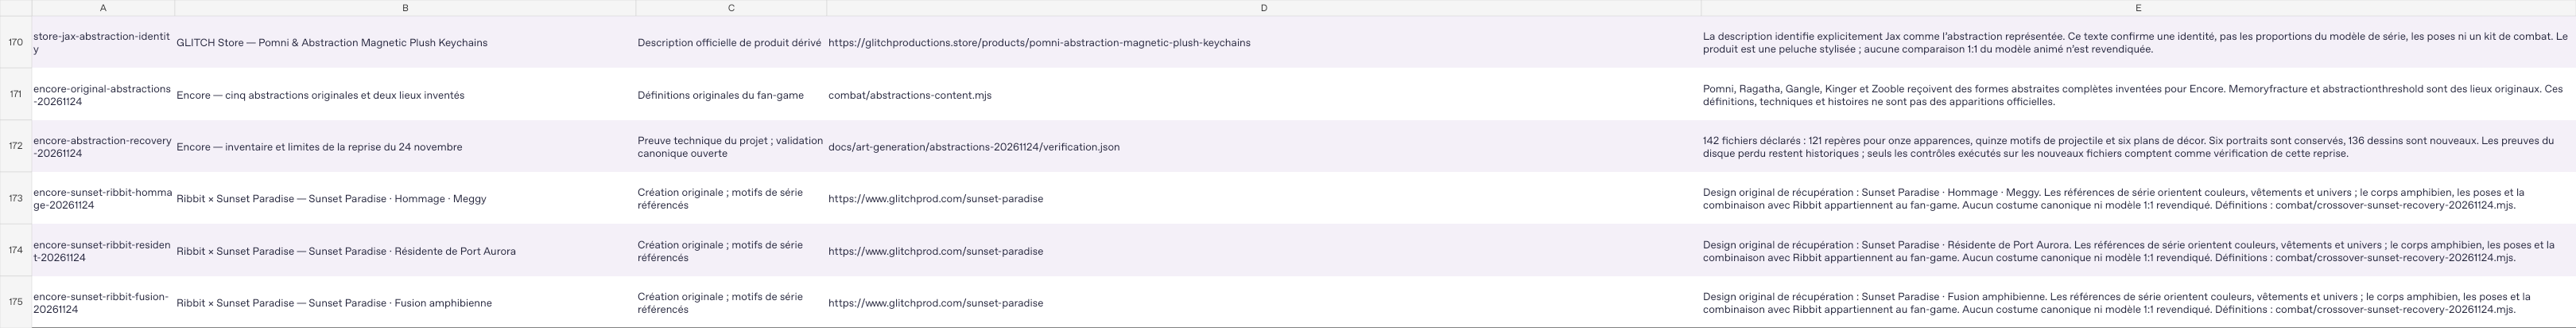 A B C D E
170 store-jax-abstraction-identit
y
GLITCH Store — Pomni & Abstraction Magnetic Plush Keychains
Description officielle de produit dérivé
https://glitchproductions.store/products/pomni-abstraction-magnetic-plush-keychains
La description identifie explicitement Jax comme l’abstraction représentée. Ce texte confirme une identité, pas les proportions du modèle de série, les poses ni un kit de combat. Le
produit est une peluche stylisée ; aucune comparaison 1:1 du modèle animé n’est revendiquée.
171 encore-original-abstractions
-20261124
Encore — cinq abstractions originales et deux lieux inventés
Définitions originales du fan-game
combat/abstractions-content.mjs
Pomni, Ragatha, Gangle, Kinger et Zooble reçoivent des formes abstraites complètes inventées pour Encore. Memoryfracture et abstractionthreshold sont des lieux originaux. Ces
définitions, techniques et histoires ne sont pas des apparitions officielles.
172 encore-abstraction-recovery
-20261124
Encore — inventaire et limites de la reprise du 24 novembre
Preuve technique du projet ; validation
canonique ouverte
docs/art-generation/abstractions-20261124/verification.json
142 fichiers déclarés : 121 repères pour onze apparences, quinze motifs de projectile et six plans de décor. Six portraits sont conservés, 136 dessins sont nouveaux. Les preuves du
disque perdu restent historiques ; seuls les contrôles exécutés sur les nouveaux fichiers comptent comme vérification de cette reprise.
173 encore-sunset-ribbit-homma
ge-20261124
Ribbit × Sunset Paradise — Sunset Paradise · Hommage · Meggy
Création originale ; motifs de série
référencés
https://www.glitchprod.com/sunset-paradise
Design original de récupération : Sunset Paradise · Hommage · Meggy. Les références de série orientent couleurs, vêtements et univers ; le corps amphibien, les poses et la
combinaison avec Ribbit appartiennent au fan-game. Aucun costume canonique ni modèle 1:1 revendiqué. Définitions : combat/crossover-sunset-recovery-20261124.mjs.
174 encore-sunset-ribbit-residen
t-20261124
Ribbit × Sunset Paradise — Sunset Paradise · Résidente de Port Aurora
Création originale ; motifs de série
référencés
https://www.glitchprod.com/sunset-paradise
Design original de récupération : Sunset Paradise · Résidente de Port Aurora. Les références de série orientent couleurs, vêtements et univers ; le corps amphibien, les poses et la
combinaison avec Ribbit appartiennent au fan-game. Aucun costume canonique ni modèle 1:1 revendiqué. Définitions : combat/crossover-sunset-recovery-20261124.mjs.
175 encore-sunset-ribbit-fusion-
20261124
Ribbit × Sunset Paradise — Sunset Paradise · Fusion amphibienne
Création originale ; motifs de série
référencés
https://www.glitchprod.com/sunset-paradise
Design original de récupération : Sunset Paradise · Fusion amphibienne. Les références de série orientent couleurs, vêtements et univers ; le corps amphibien, les poses et la
combinaison avec Ribbit appartiennent au fan-game. Aucun costume canonique ni modèle 1:1 revendiqué. Définitions : combat/crossover-sunset-recovery-20261124.mjs.